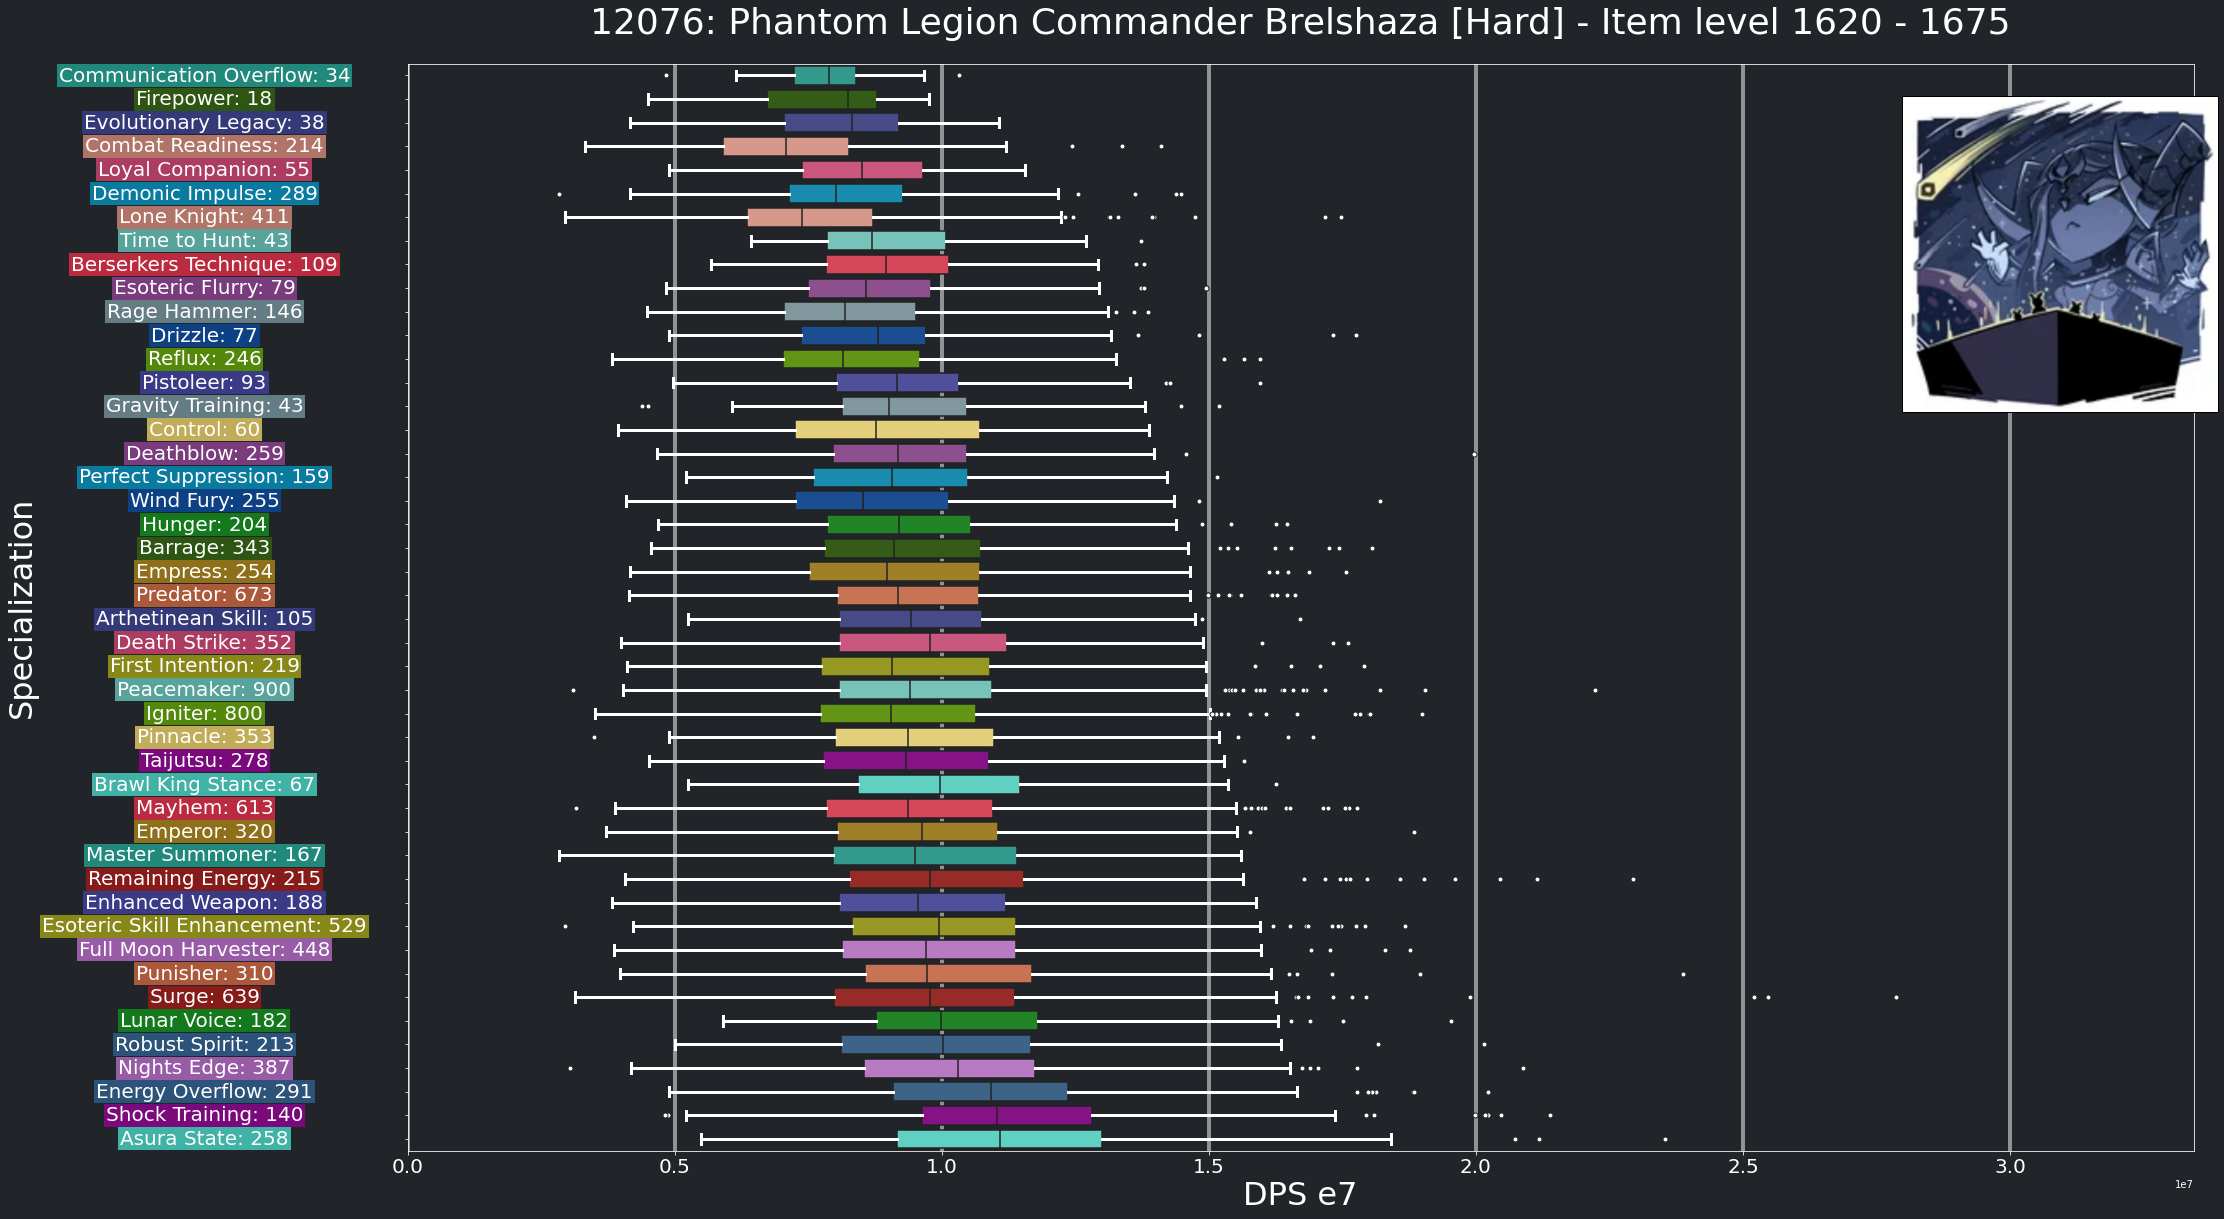 12076: Phantom Legion Commander Brelshaza [Hard] - Item level 1620 - 1675
Communication Overflow: 34
Firepower: 18
Evolutionary Legacy: 38
Combat Readiness: 214
Loyal Companion: 55
Demonic Impulse: 289
Lone Knight: 411
Time to Hunt: 43
Berserkers Technique: 109
Esoteric Flurry: 79
Rage Hammer: 146
Drizzle: 77
Reflux: 246
Pistoleer: 93
Gravity Training: 43
Control: 60
Deathblow: 259
Perfect Suppression: 159
Wind Fury: 255
Hunger: 204
Barrage: 343
Empress: 254
Predator: 673
Arthetinean Skill: 105
Death Strike: 352
First Intention: 219
Peacemaker: 900
Igniter: 800
Pinnacle: 353
Taijutsu: 278
Brawl King Stance: 67
Mayhem: 613
Emperor: 320
Master Summoner: 167
Remaining Energy: 215
Enhanced Weapon: 188
Esoteric Skill Enhancement: 529
Full Moon Harvester: 448
Punisher: 310
Surge: 639
Lunar Voice: 182
Robust Spirit: 213
Nights Edge: 387
Energy Overflow: 291
Shock Training: 140
Asura State: 258
Specialization
0.0 0.5 1.0 1.5 2.0 2.5 3.0
1e7
DPS e7